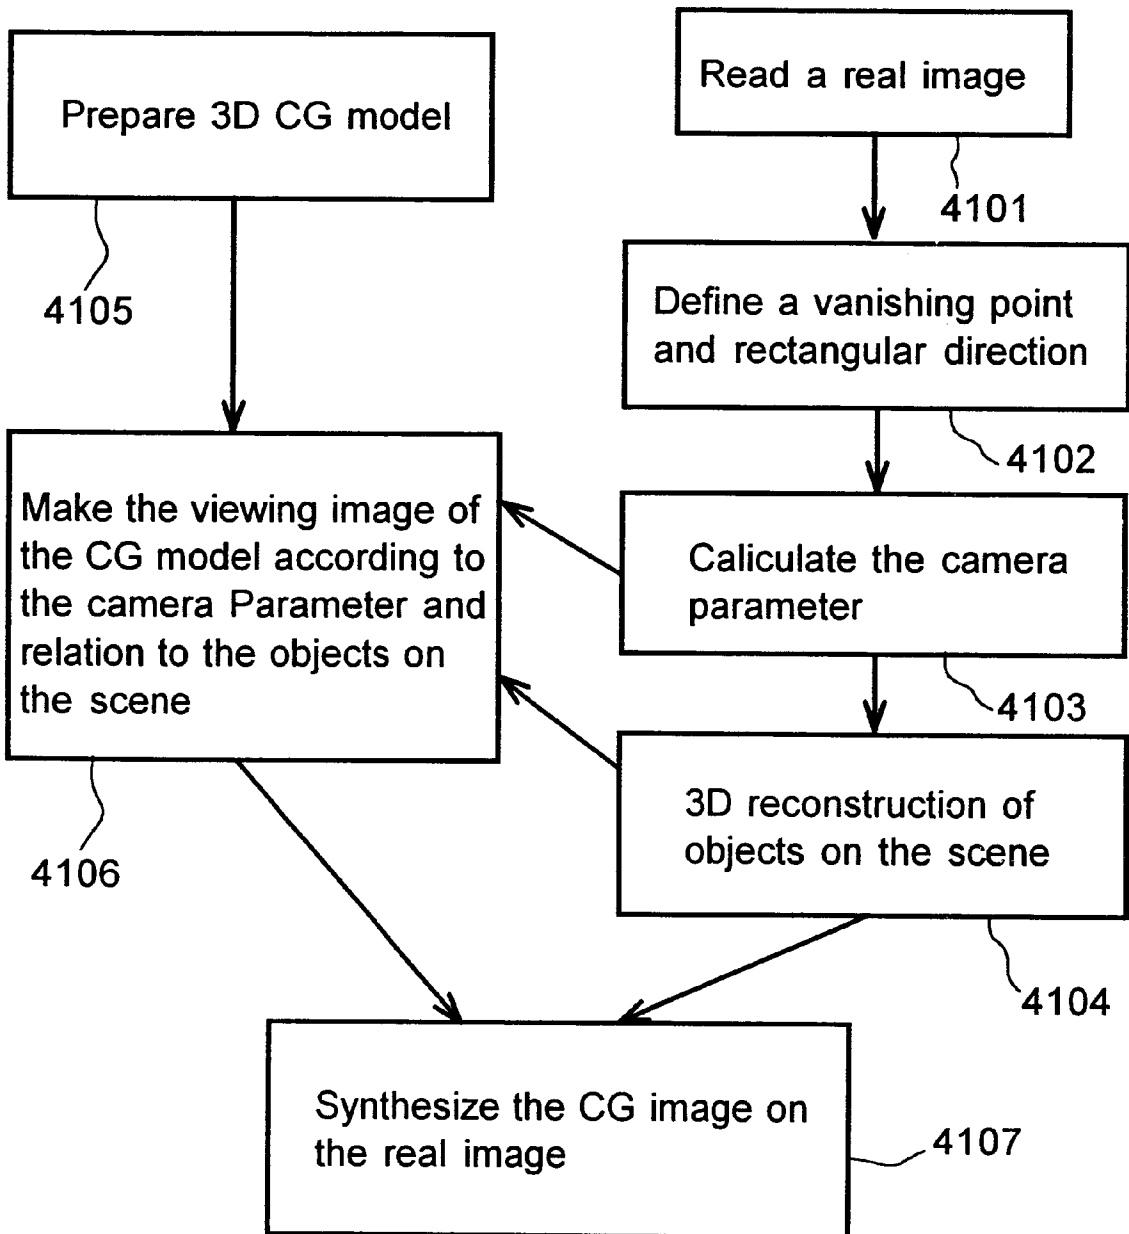 Prepare 3D CG model
4105
Read a real image
4101
Define a vanishing point
and rectangular direction
4102
Make the viewing image of
the CG model according to
the camera Parameter and
relation to the objects on
the scene
4106
Caliculate the camera
parameter
4103
3D reconstruction of
objects on the scene
4104
Synthesize the CG image on
the real image
4107